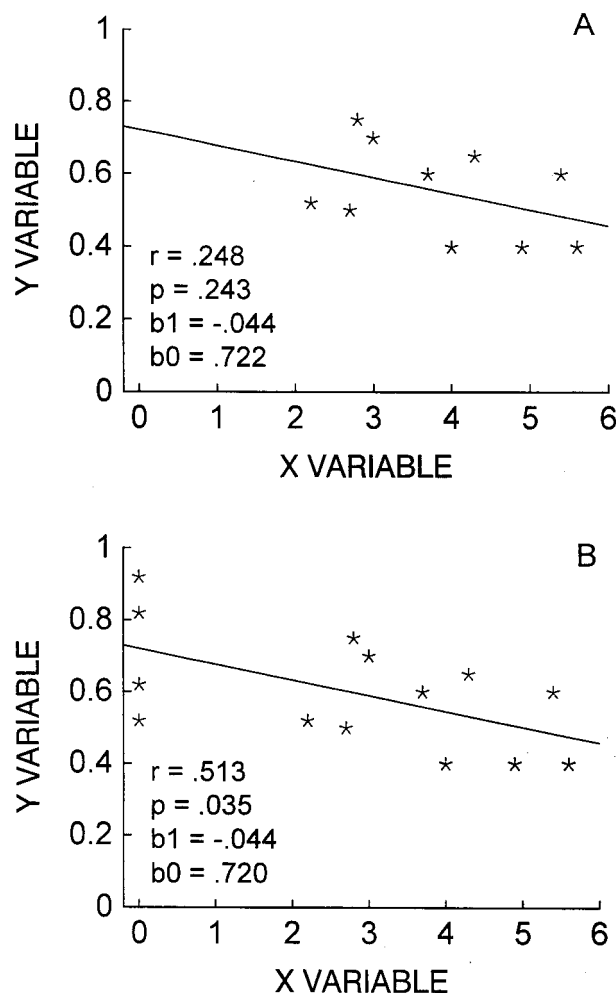 A
1
0.8
0.6
0.4
0.2
0
Y VARIABLE
r = .248
p = .243
b1 = -.044
b0 = .722
0 1 2 3 4 5 6
X VARIABLE
B
1
0.8
0.6
0.4
0.2
0
Y VARIABLE
r = .513
p = .035
b1 = -.044
b0 = .720
0 1 2 3 4 5 6
X VARIABLE